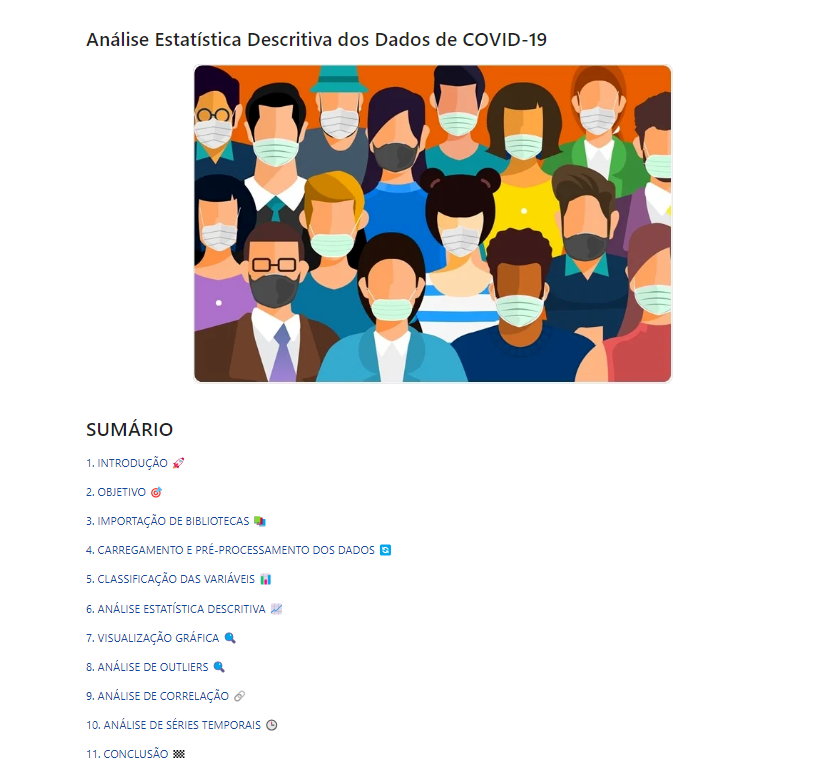 Análise Estatística Descritiva dos Dados de COVID-19
SUMÁRIO
1. INTRODUÇÃO 🚀
2. OBJETIVO 🎯
3. IMPORTAÇÃO DE BIBLIOTECAS 📚
4. CARREGAMENTO E PRÉ-PROCESSAMENTO DOS DADOS 🔄
5. CLASSIFICAÇÃO DAS VARIÁVEIS 📊
6. ANÁLISE ESTATÍSTICA DESCRITIVA 📈
7. VISUALIZAÇÃO GRÁFICA 🔍
8. ANÁLISE DE OUTLIERS 🔍
9. ANÁLISE DE CORRELAÇÃO 🔗
10. ANÁLISE DE SÉRIES TEMPORAIS 🕒
11. CONCLUSÃO 🏁